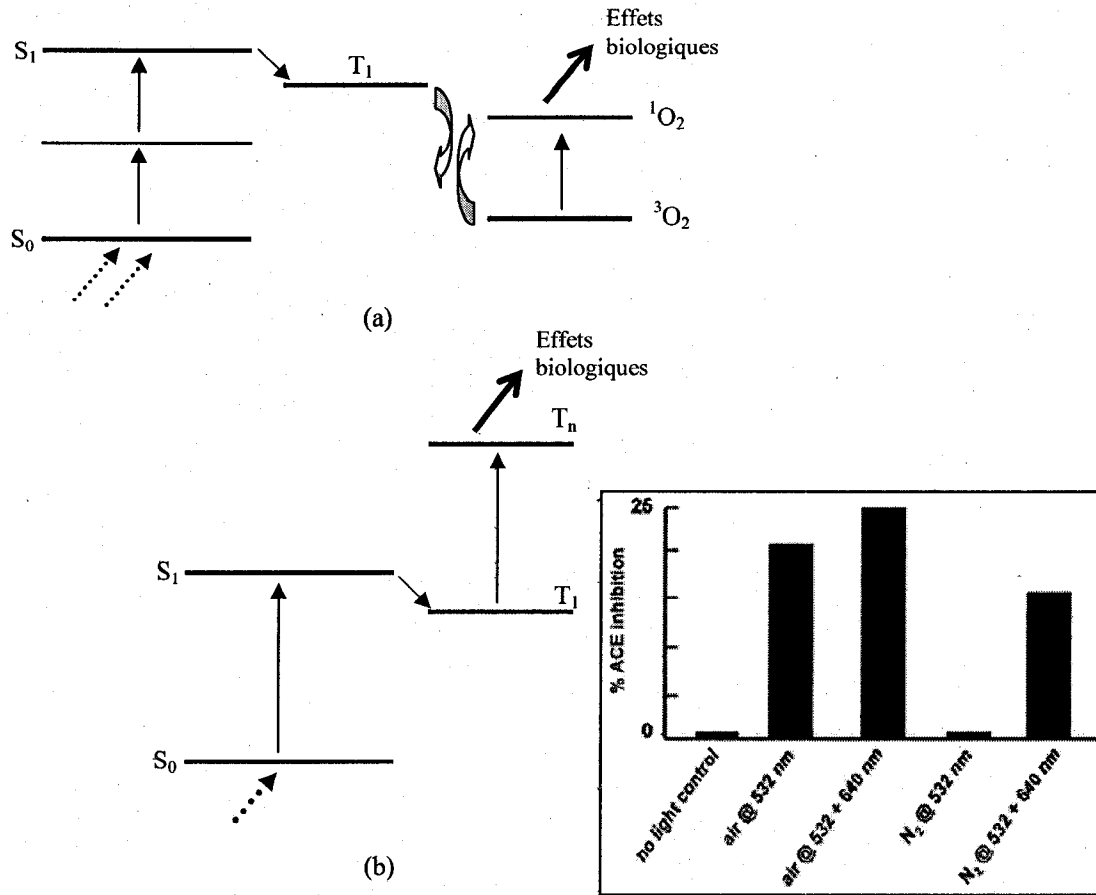 Effets
biologiques
S₁
T₁
¹O₂
³O₂
S₀
(a)
Effets
biologiques
Tₙ
S₁
T₁
S₀
(b)
25
% ACE inhibition
0
no light control
air @ 532 nm
air @ 532 + 640 nm
N₂ @ 532 nm
N₂ @ 532 + 640 nm